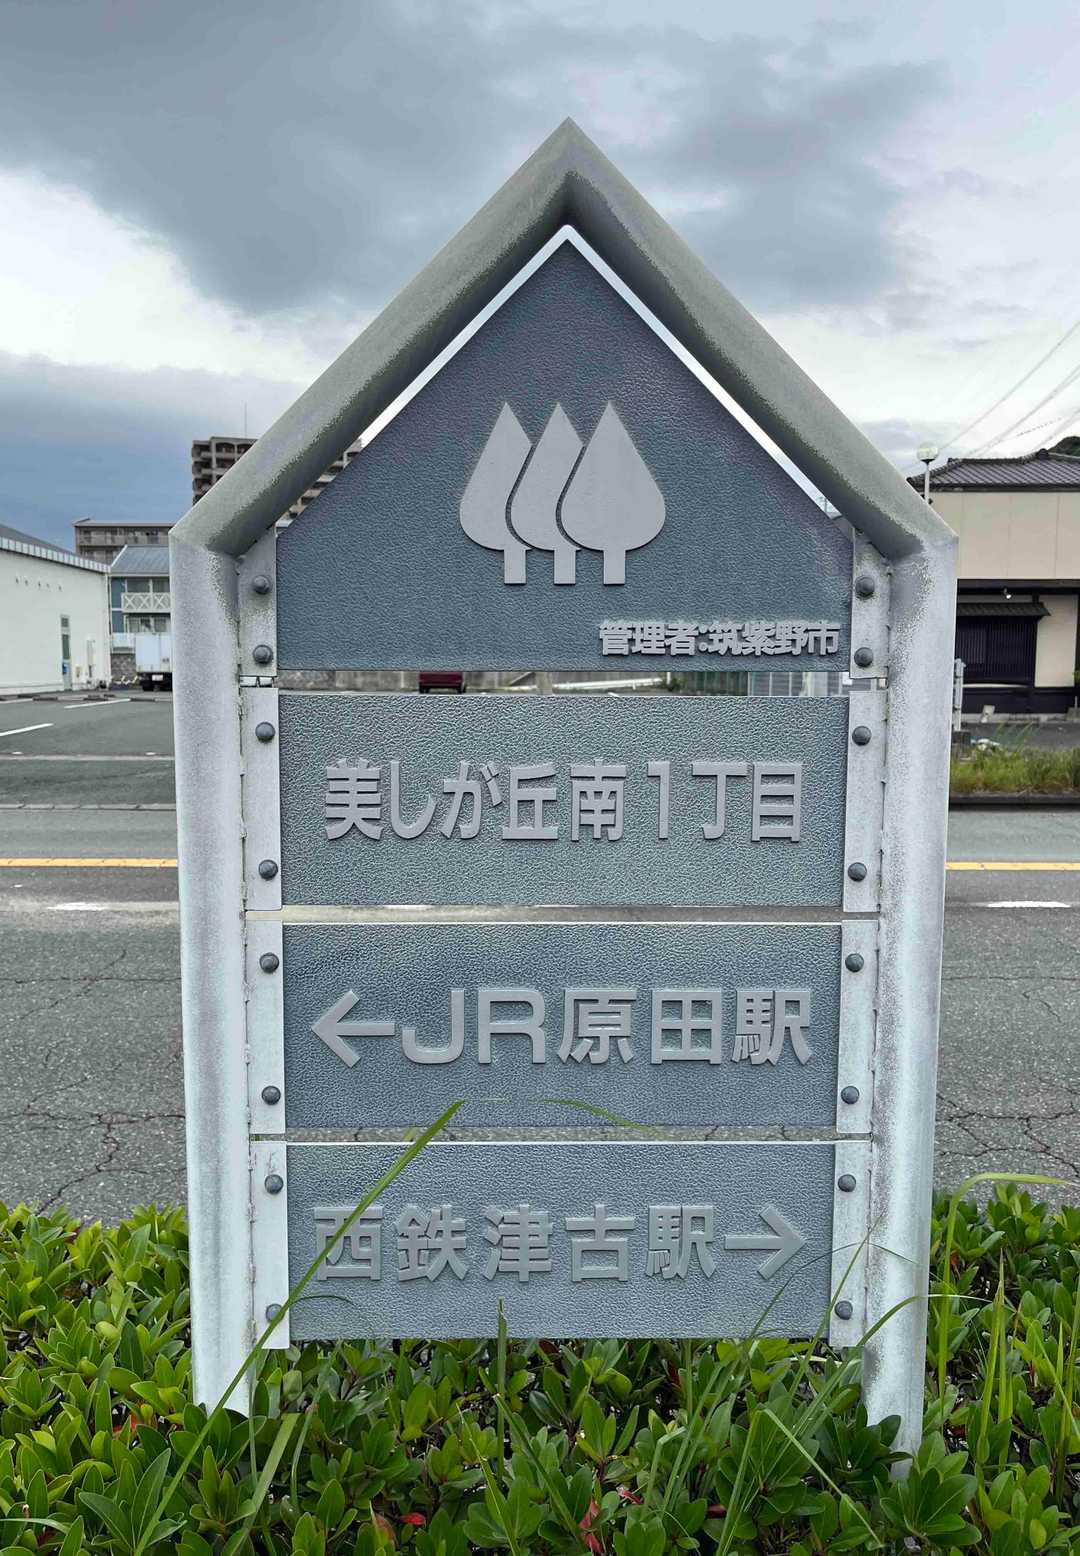 管理者:筑紫野市
美しが丘南1丁目
←JR原田駅
西鉄津古駅→